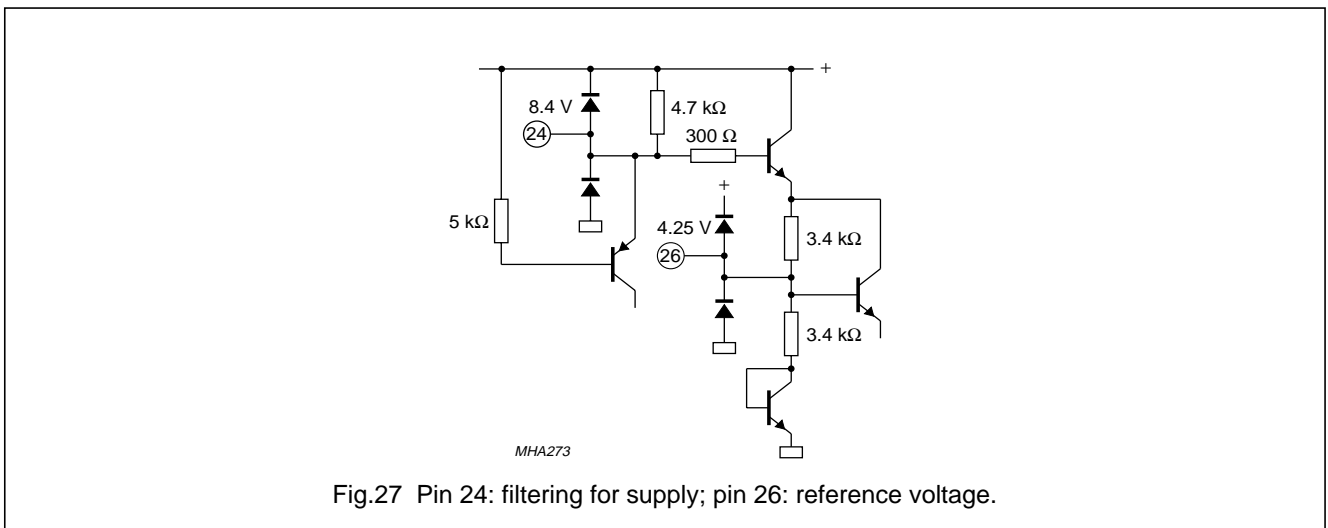 +
8.4 V
4.7 kΩ
24
300 Ω
+
5 kΩ
4.25 V
3.4 kΩ
26
3.4 kΩ
MHA273
Fig.27 Pin 24: filtering for supply; pin 26: reference voltage.